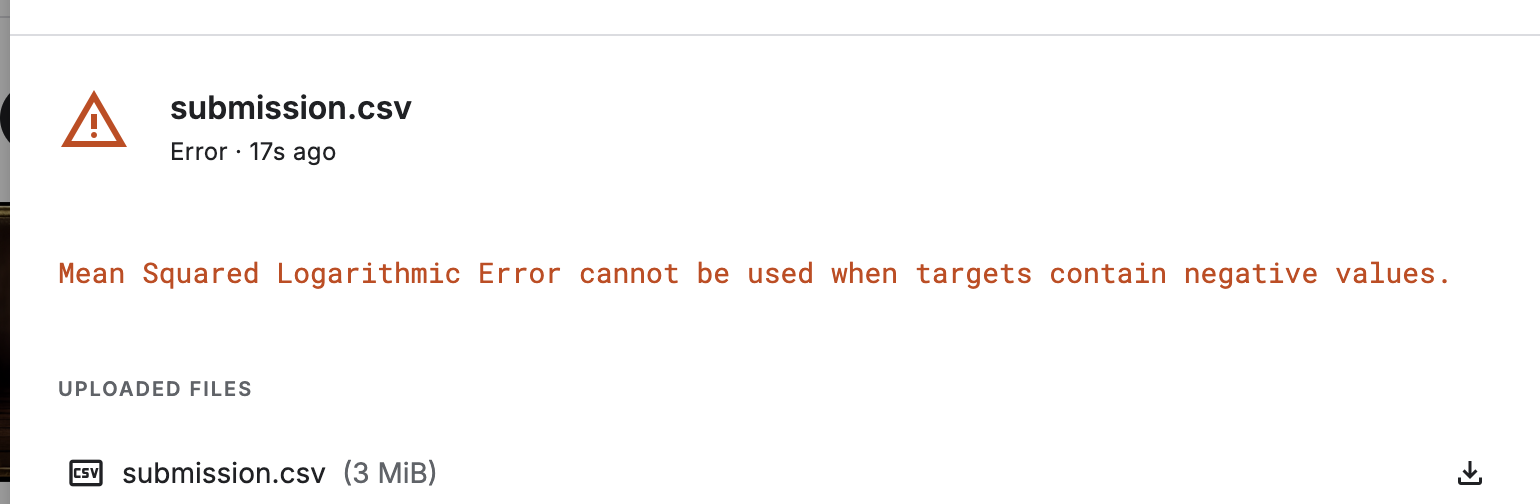 submission.csv
Error · 17s ago
Mean Squared Logarithmic Error cannot be used when targets contain negative values.
UPLOADED FILES
CSV submission.csv (3 MiB)